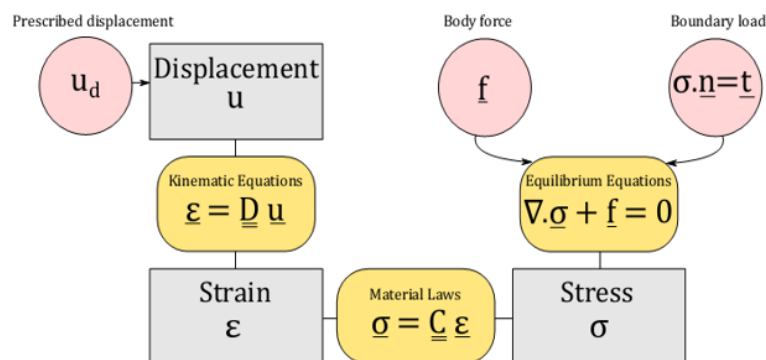 Prescribed displacement
u_d
Displacement
u
Kinematic Equations
ε = D u
Strain
ε
Material Laws
σ = C ε
Body force
f
Boundary load
σ.n=t
Equilibrium Equations
∇.σ + f = 0
Stress
σ